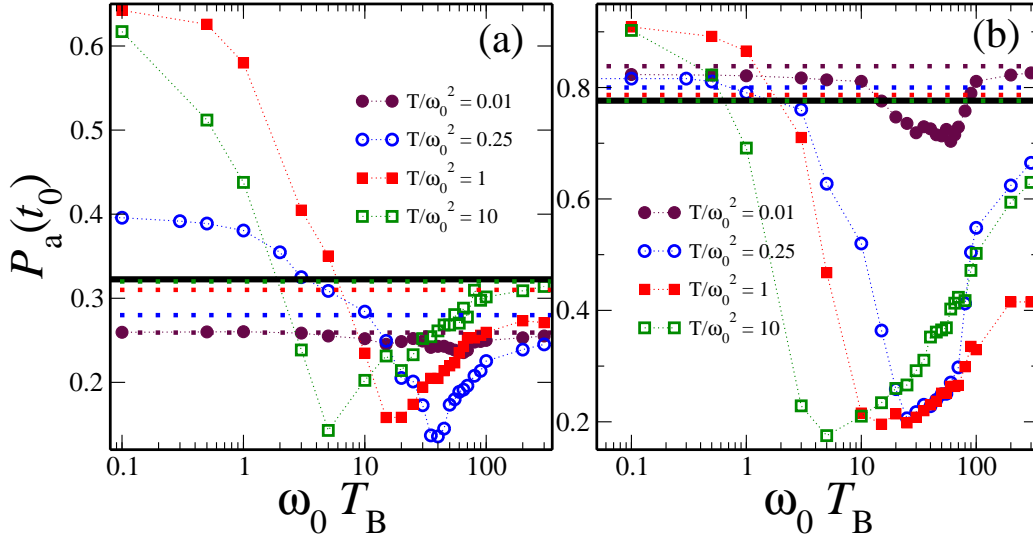 (a)
0.6
0.5
0.4
0.3
0.2
P_a(t_0)
T/ω_0^2 = 0.01
T/ω_0^2 = 0.25
T/ω_0^2 = 1
T/ω_0^2 = 10
0.1 1 10 100
ω_0 T_B
(b)
0.8
0.6
0.4
0.2
T/ω_0^2 = 0.01
T/ω_0^2 = 0.25
T/ω_0^2 = 1
T/ω_0^2 = 10
0.1 1 10 100
ω_0 T_B